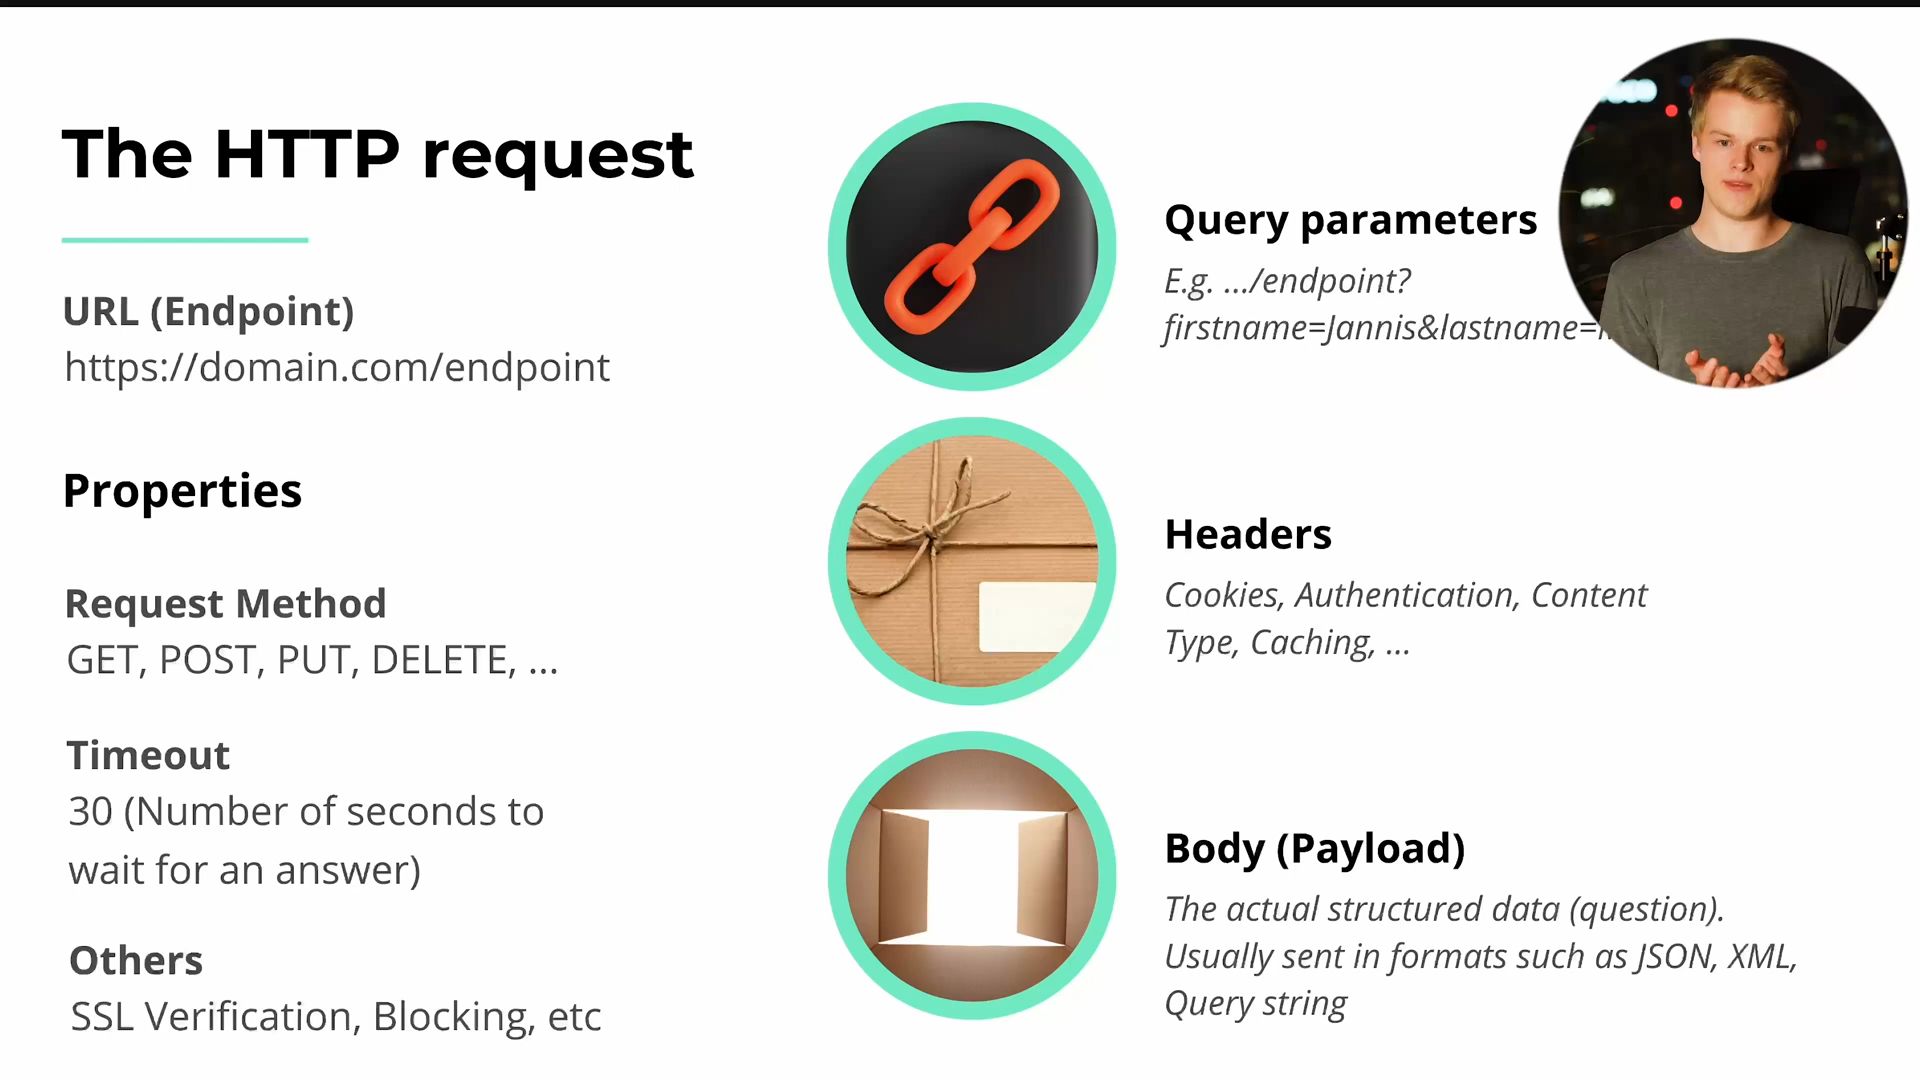 The HTTP request
URL (Endpoint)
https://domain.com/endpoint
Properties
Request Method
GET, POST, PUT, DELETE, ...
Timeout
30 (Number of seconds to
wait for an answer)
Others
SSL Verification, Blocking, etc
Query parameters
E.g. .../endpoint?
firstname=Jannis&lastname=
Headers
Cookies, Authentication, Content
Type, Caching, ...
Body (Payload)
The actual structured data (question).
Usually sent in formats such as JSON, XML,
Query string